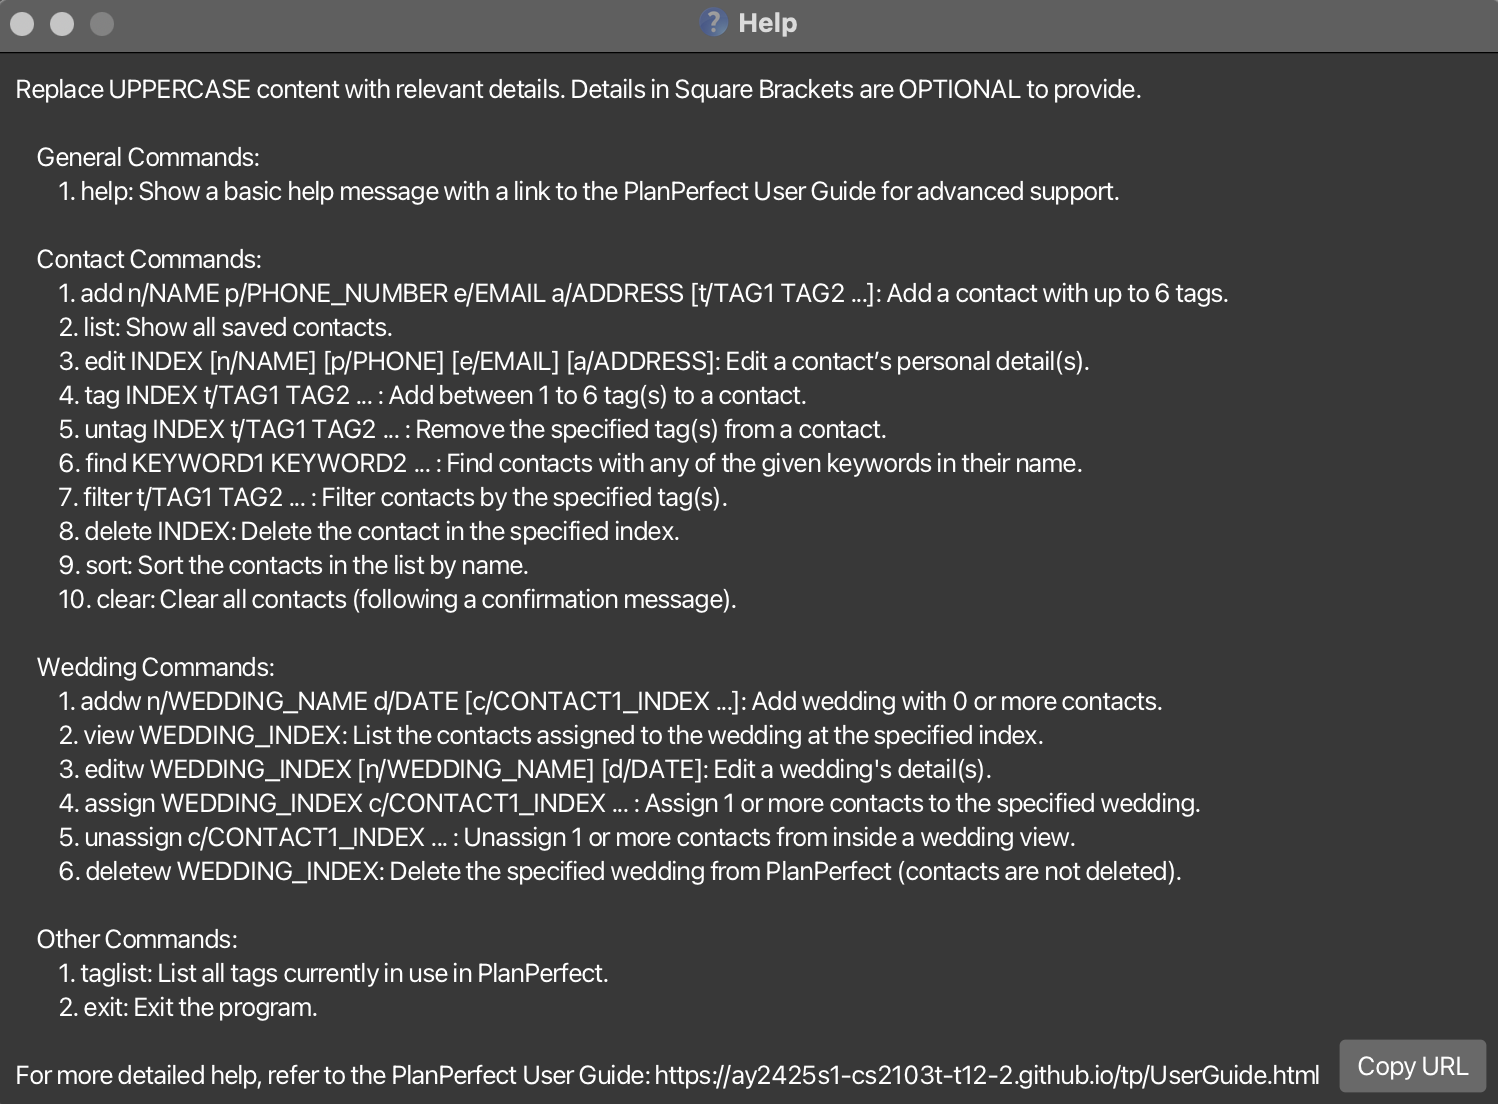 ? Help
Replace UPPERCASE content with relevant details. Details in Square Brackets are OPTIONAL to provide.
General Commands:
1. help: Show a basic help message with a link to the PlanPerfect User Guide for advanced support.
Contact Commands:
1. add n/NAME p/PHONE_NUMBER e/EMAIL a/ADDRESS [t/TAG1 TAG2 ...]: Add a contact with up to 6 tags.
2. list: Show all saved contacts.
3. edit INDEX [n/NAME] [p/PHONE] [e/EMAIL] [a/ADDRESS]: Edit a contact’s personal detail(s).
4. tag INDEX t/TAG1 TAG2 ... : Add between 1 to 6 tag(s) to a contact.
5. untag INDEX t/TAG1 TAG2 ... : Remove the specified tag(s) from a contact.
6. find KEYWORD1 KEYWORD2 ... : Find contacts with any of the given keywords in their name.
7. filter t/TAG1 TAG2 ... : Filter contacts by the specified tag(s).
8. delete INDEX: Delete the contact in the specified index.
9. sort: Sort the contacts in the list by name.
10. clear: Clear all contacts (following a confirmation message).
Wedding Commands:
1. addw n/WEDDING_NAME d/DATE [c/CONTACT1_INDEX ...]: Add wedding with 0 or more contacts.
2. view WEDDING_INDEX: List the contacts assigned to the wedding at the specified index.
3. editw WEDDING_INDEX [n/WEDDING_NAME] [d/DATE]: Edit a wedding's detail(s).
4. assign WEDDING_INDEX c/CONTACT1_INDEX ... : Assign 1 or more contacts to the specified wedding.
5. unassign c/CONTACT1_INDEX ... : Unassign 1 or more contacts from inside a wedding view.
6. deletew WEDDING_INDEX: Delete the specified wedding from PlanPerfect (contacts are not deleted).
Other Commands:
1. taglist: List all tags currently in use in PlanPerfect.
2. exit: Exit the program.
For more detailed help, refer to the PlanPerfect User Guide: https://ay2425s1-cs2103t-t12-2.github.io/tp/UserGuide.html
Copy URL